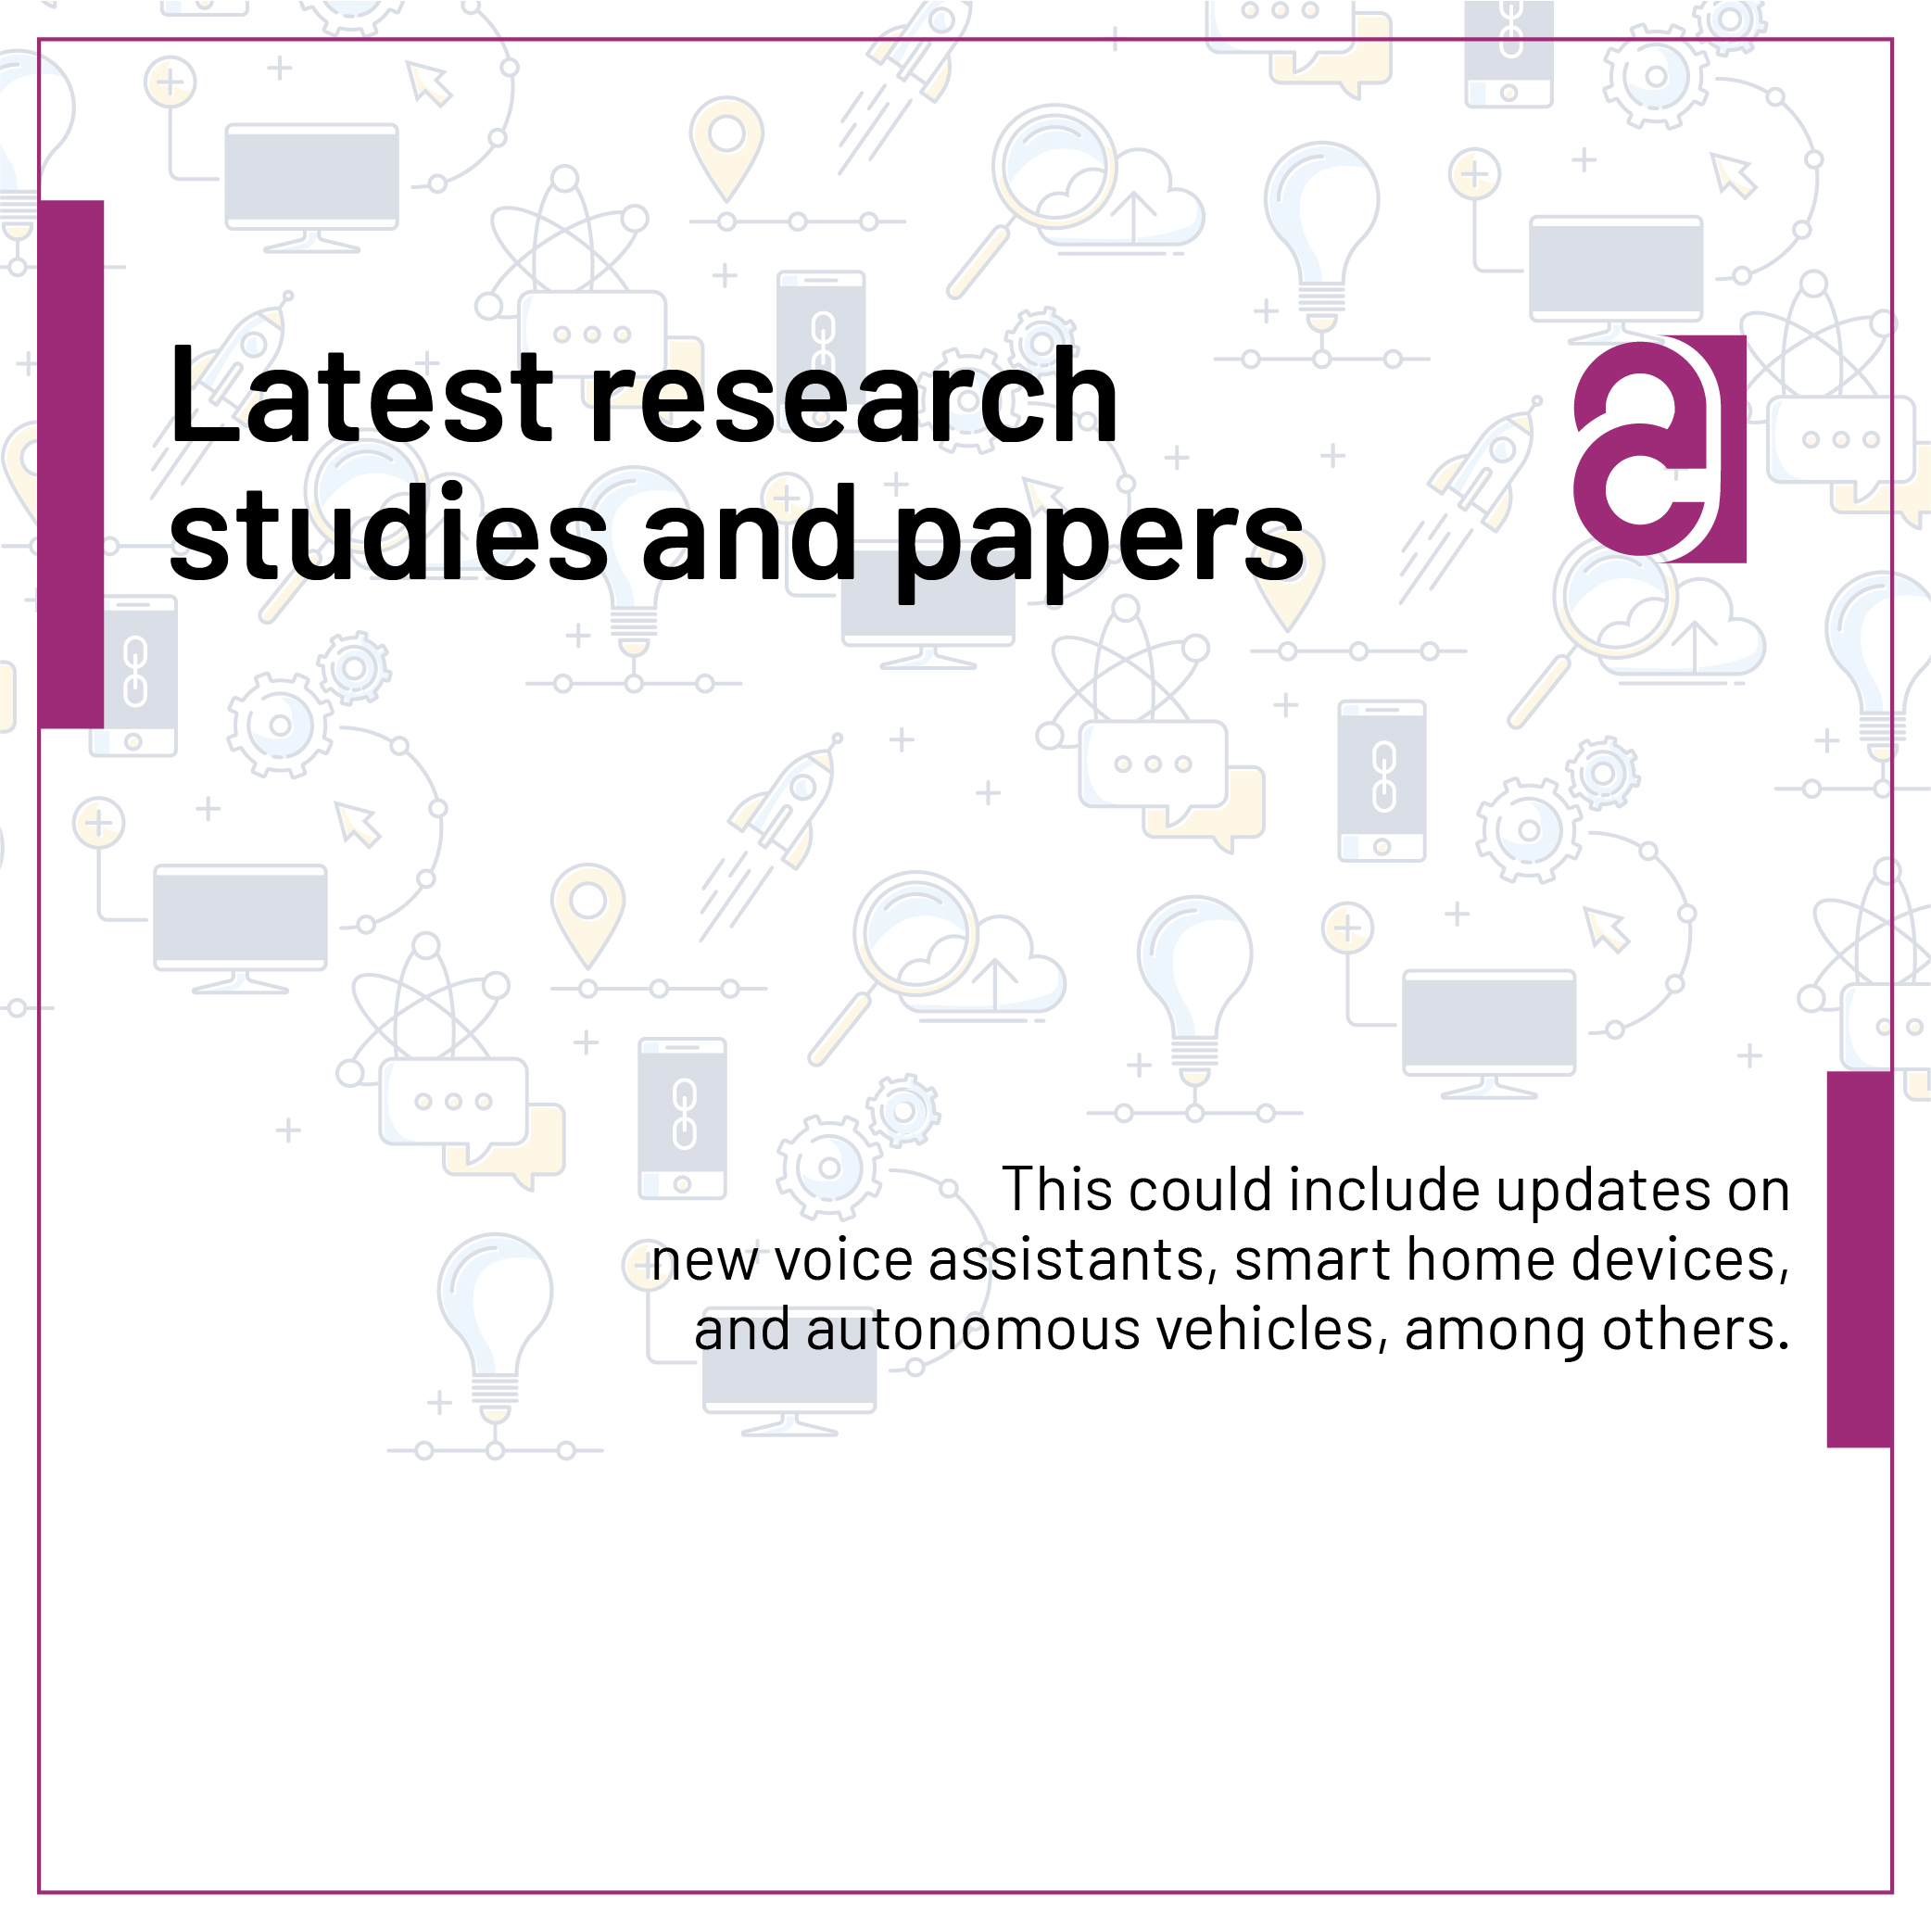 Latest research
studies and papers
This could include updates on
new voice assistants, smart home devices,
and autonomous vehicles, among others.